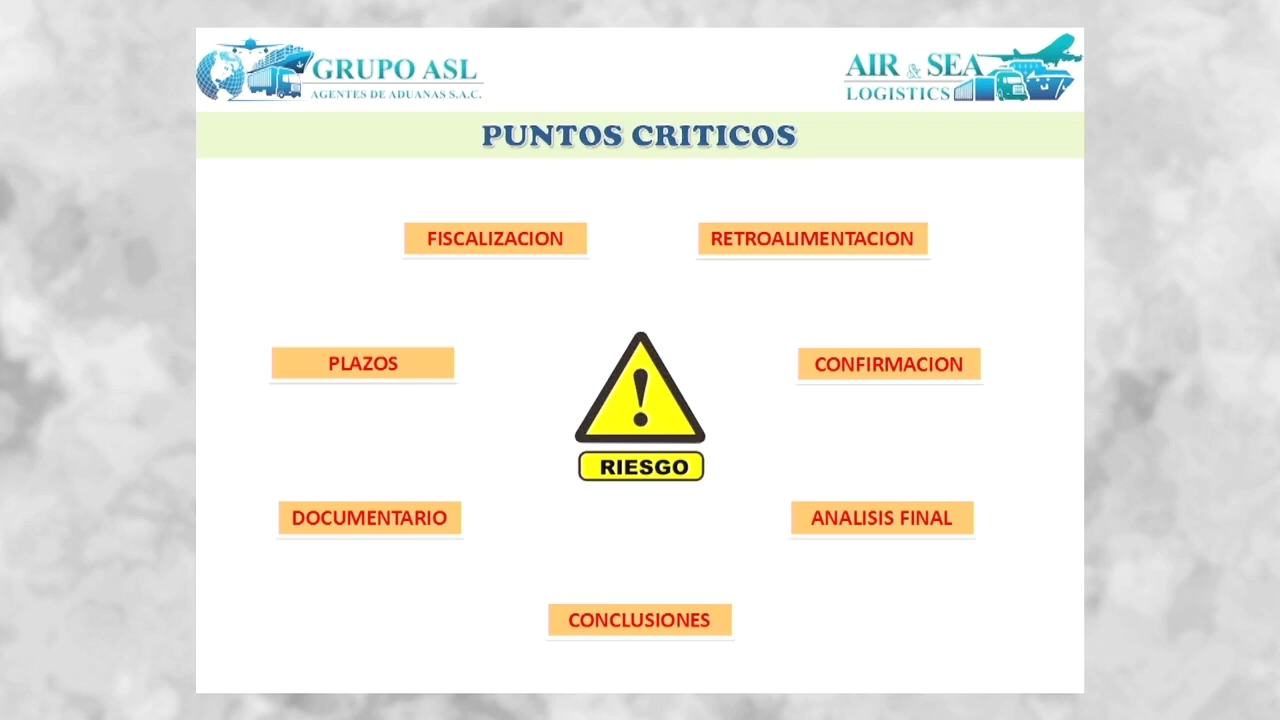 GRUPO ASL
AGENTES DE ADUANAS S.A.C.
AIR & SEA
LOGISTICS
PUNTOS CRITICOS
FISCALIZACION
RETROALIMENTACION
PLAZOS
CONFIRMACION
RIESGO
DOCUMENTARIO
ANALISIS FINAL
CONCLUSIONES